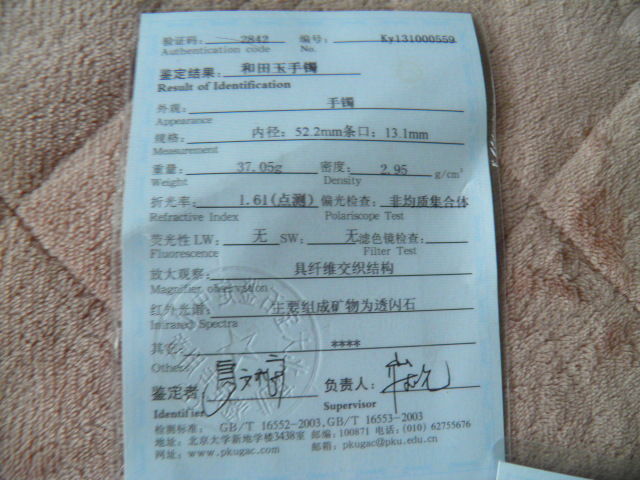 验证码: 2842 编号: Ky131000559
Authentication code No.
鉴定结果: 和田玉手镯
Result of Identification
外观: 手镯
Appearance
规格: 内径: 52.2mm条口: 13.1mm
Measurement
重量: 37.05g 密度: 2.95 g/cm³
Weight Density
折光率: 1.61(点测) 偏光检查: 非均质集合体
Refractive Index Polariscope Test
荧光性 LW: 无 SW: 无 滤色镜检查:
Fluorescence Filter Test
放大观察: 具纤维交织结构
Magnifier observation
红外光谱: 主要组成矿物为透闪石
Infrared Spectra
其它: ****
Others
鉴定者 负责人:
Identifier Supervisor
检测标准: GB/T 16552-2003,GB/T 16553-2003
地址: 北京大学新地学楼3438室 邮编: 100871 电话: (010) 62755676
网址: www.pkugac.com 邮箱: pkugac@pku.edu.cn